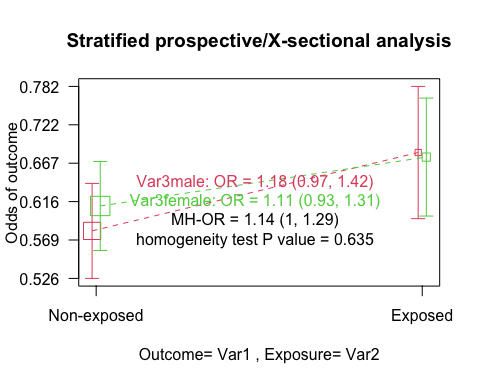 Stratified prospective/X-sectional analysis
Odds of outcome
0.782
0.722
0.667
0.616
0.569
0.526
Var3male: OR = 1.18 (0.97, 1.42)
Var3female: OR = 1.11 (0.93, 1.31)
MH-OR = 1.14 (1, 1.29)
homogeneity test P value = 0.635
Non-exposed
Exposed
Outcome= Var1 , Exposure= Var2